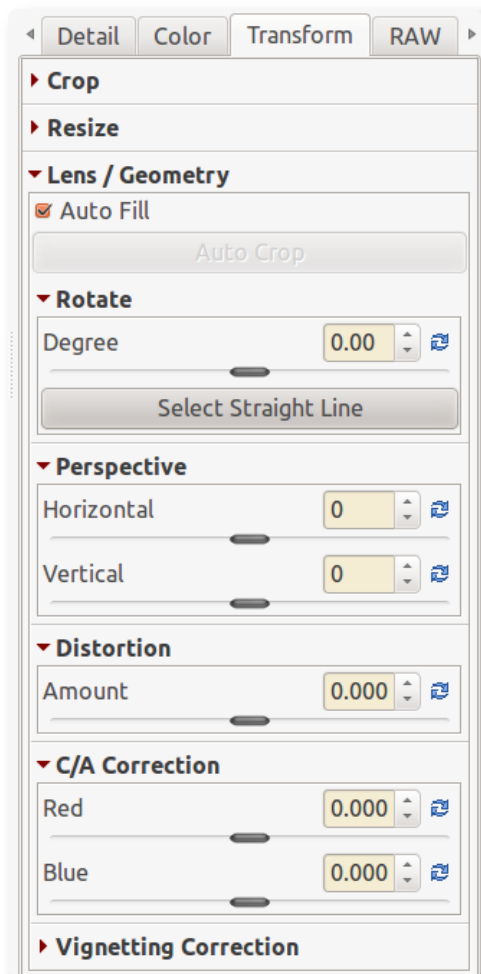 Detail Color Transform RAW
Crop
Resize
Lens / Geometry
Auto Fill
Auto Crop
Rotate
Degree 0.00
Select Straight Line
Perspective
Horizontal 0
Vertical 0
Distortion
Amount 0.000
C/A Correction
Red 0.000
Blue 0.000
Vignetting Correction